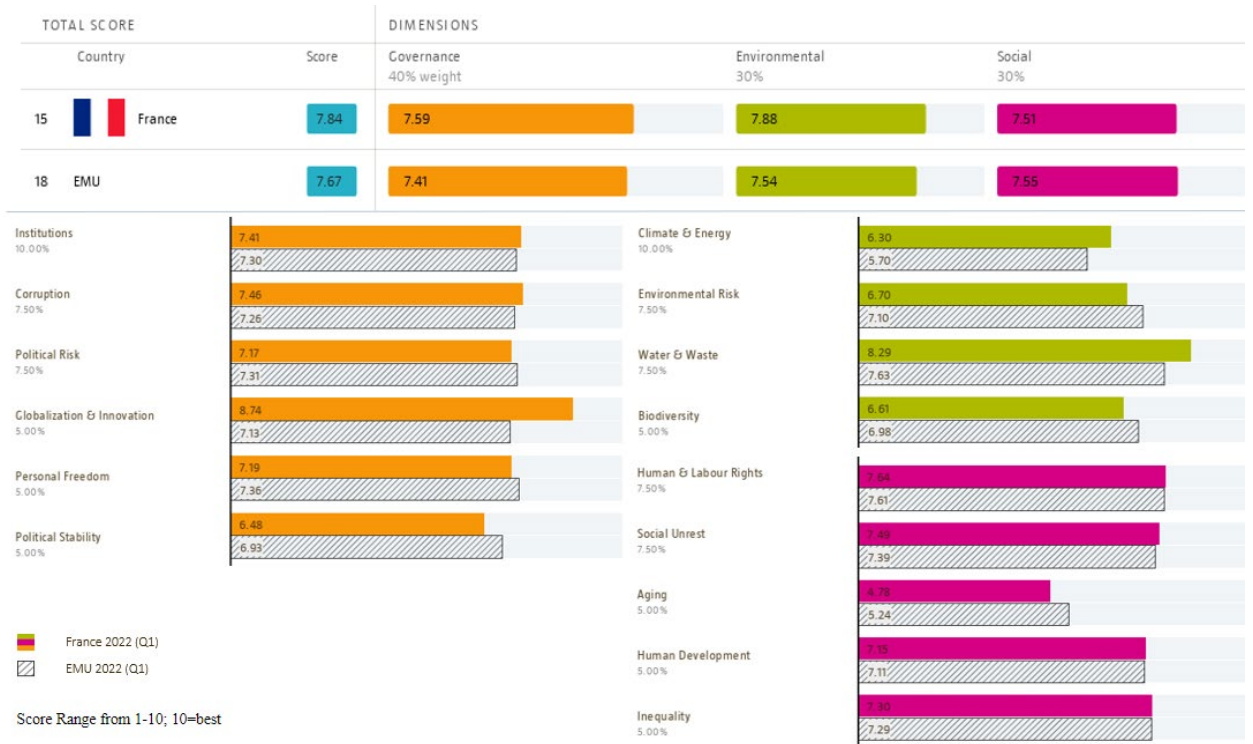 TOTAL SCORE DIMENSIONS
Country Score Governance Environmental Social
40% weight 30% 30%
15 France 7.84 7.59 7.88 7.51
18 EMU 7.67 7.41 7.54 7.55
Institutions 7.41
10.00% 7.30
Corruption 7.46
7.50% 7.26
Political Risk 7.17
7.50% 7.31
Globalization & Innovation 8.74
5.00% 7.13
Personal Freedom 7.19
5.00% 7.36
Political Stability 6.48
5.00% 6.93
France 2022 (Q1)
EMU 2022 (Q1)
Score Range from 1-10; 10=best
Climate & Energy 6.30
10.00% 5.70
Environmental Risk 6.70
7.50% 7.10
Water & Waste 8.29
7.50% 7.63
Biodiversity 6.61
5.00% 6.98
Human & Labour Rights 7.64
7.50% 7.61
Social Unrest 7.49
7.50% 7.39
Aging 4.78
5.00% 5.24
Human Development 7.15
5.00% 7.11
Inequality 7.30
5.00% 7.29